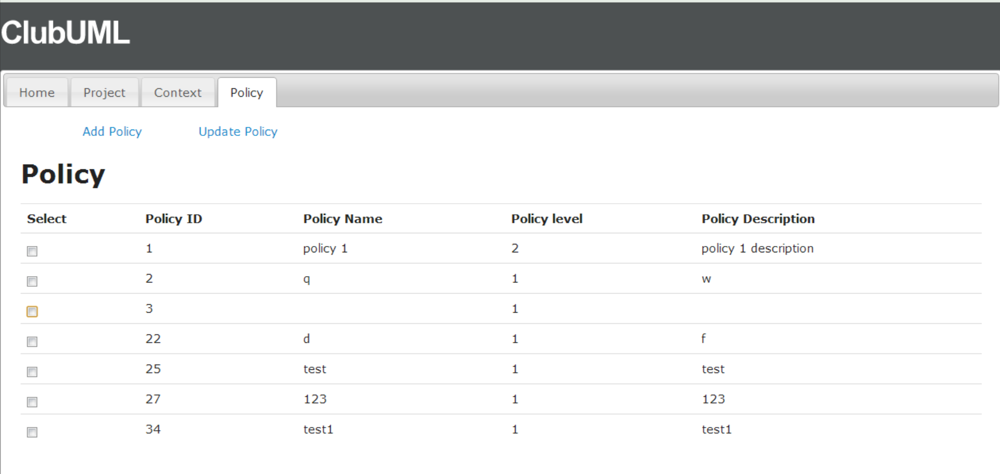 ClubUML
Home Project Context Policy
Add Policy Update Policy
Policy
Select Policy ID Policy Name Policy level Policy Description
1 policy 1 2 policy 1 description
2 q 1 w
3 1
22 d 1 f
25 test 1 test
27 123 1 123
34 test1 1 test1